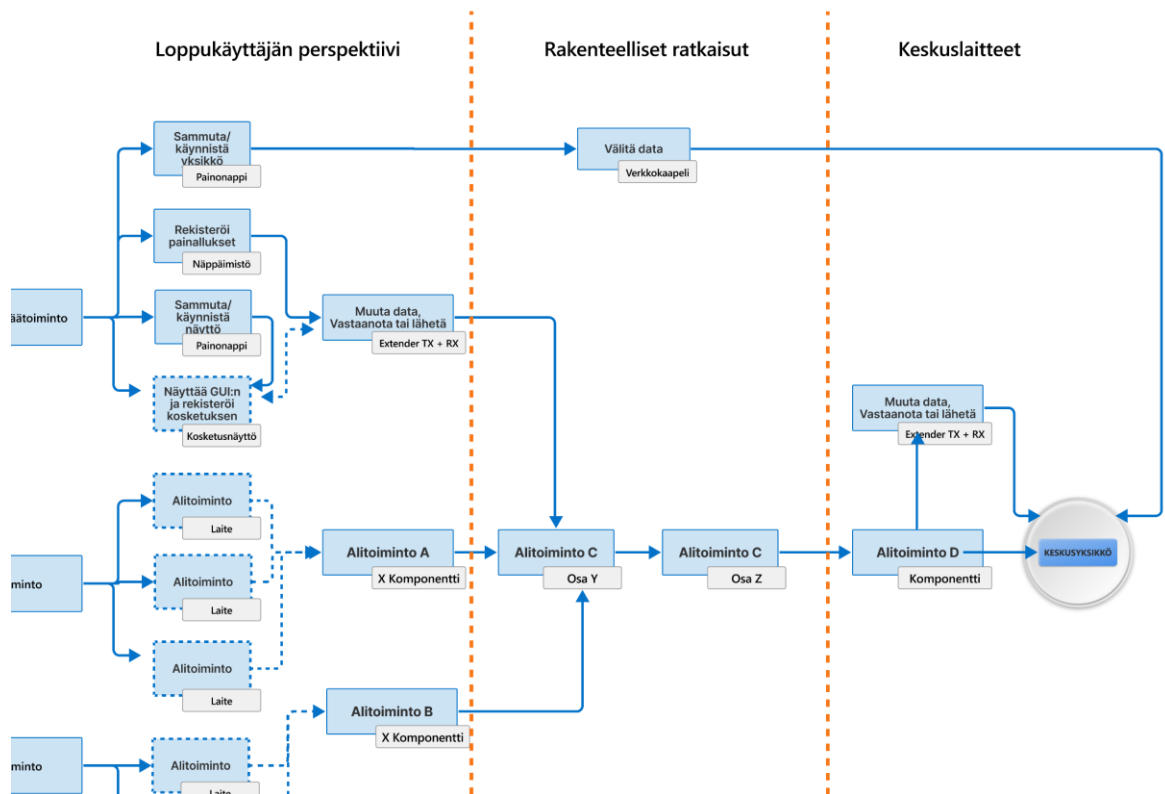 Loppukäyttäjän perspektiivi
Rakenteelliset ratkaisut
Keskuslaitteet
Sammuta/
käynnistä
yksikkö
Painonappi
Välitä data
Verkkokaapeli
Rekisteröi
painallukset
Näppäimistö
äätoiminto
Sammuta/
käynnistä
näyttö
Painonappi
Muuta data,
Vastaanota tai lähetä
Extender TX + RX
Näyttää GUI:n
ja rekisteröi
kosketuksen
Kosketusnäyttö
Muuta data,
Vastaanota tai lähetä
Extender TX + RX
Alitoiminto
Laite
iminto
Alitoiminto
Laite
Alitoiminto A
X Komponentti
Alitoiminto C
Osa Y
Alitoiminto C
Osa Z
Alitoiminto D
Komponentti
KESKUSYKSIKKÖ
Alitoiminto
Laite
Alitoiminto B
X Komponentti
minto
Alitoiminto
Laite